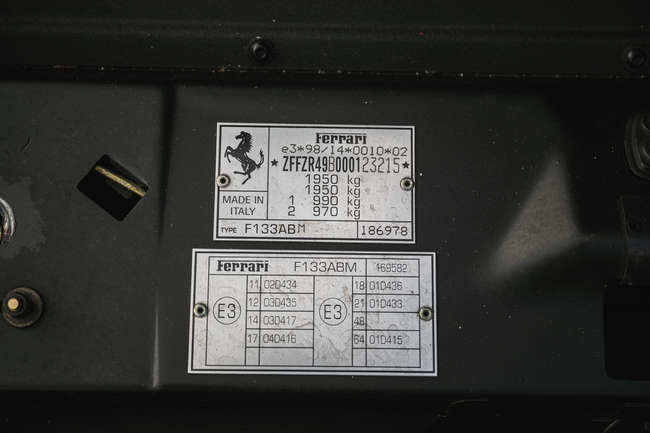 Ferrari
e3*98/14*0010*02
*ZFFZR49B000123215*
1950 kg
1950 kg
1 990 kg
2 970 kg
MADE IN
ITALY
TYPE F133ABM 186978
Ferrari F133ABM 169582
11 02D434 18 01D436
12 03D435 21 01D433
E3 E3
14 03D417 48
17 04D416 64 01D415